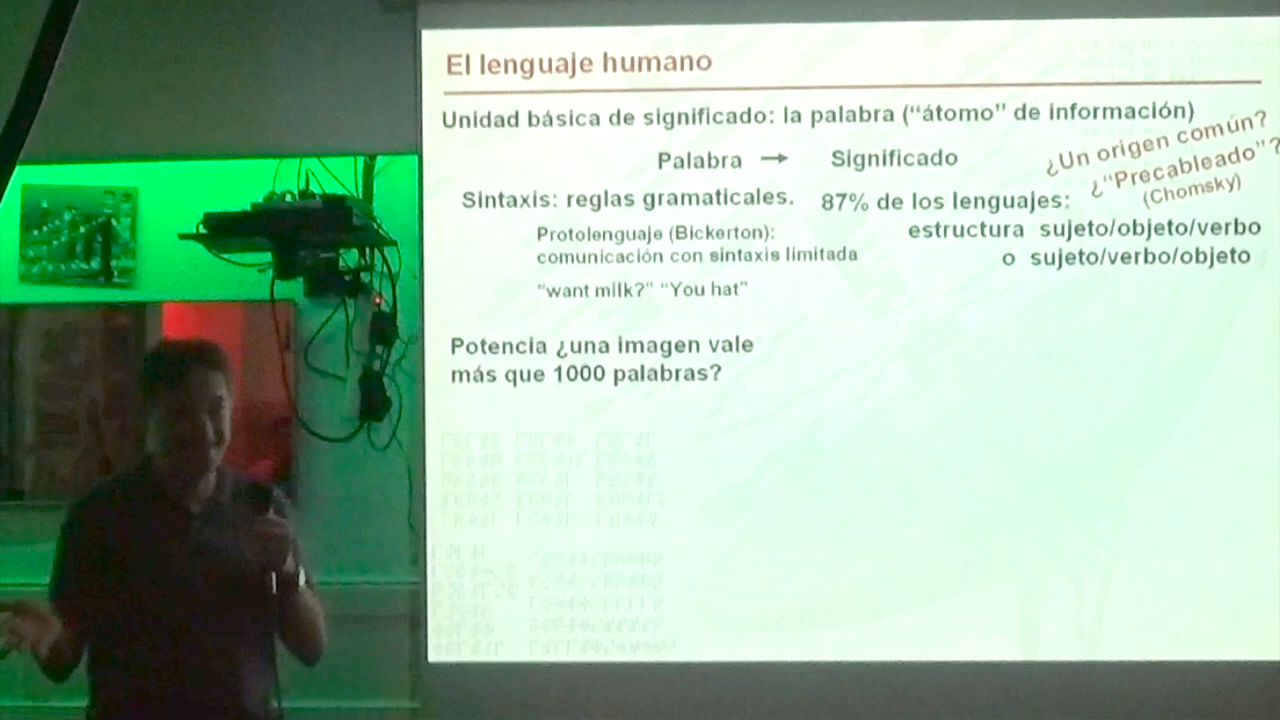 El lenguaje humano
Unidad básica de significado: la palabra (“átomo” de información)
Palabra → Significado
¿Un origen común?
¿“Precableado”?
(Chomsky)
Sintaxis: reglas gramaticales.
87% de los lenguajes:
estructura sujeto/objeto/verbo
o sujeto/verbo/objeto
Protolenguaje (Bickerton):
comunicación con sintaxis limitada
“want milk?” “You hat”
Potencia ¿una imagen vale
más que 1000 palabras?